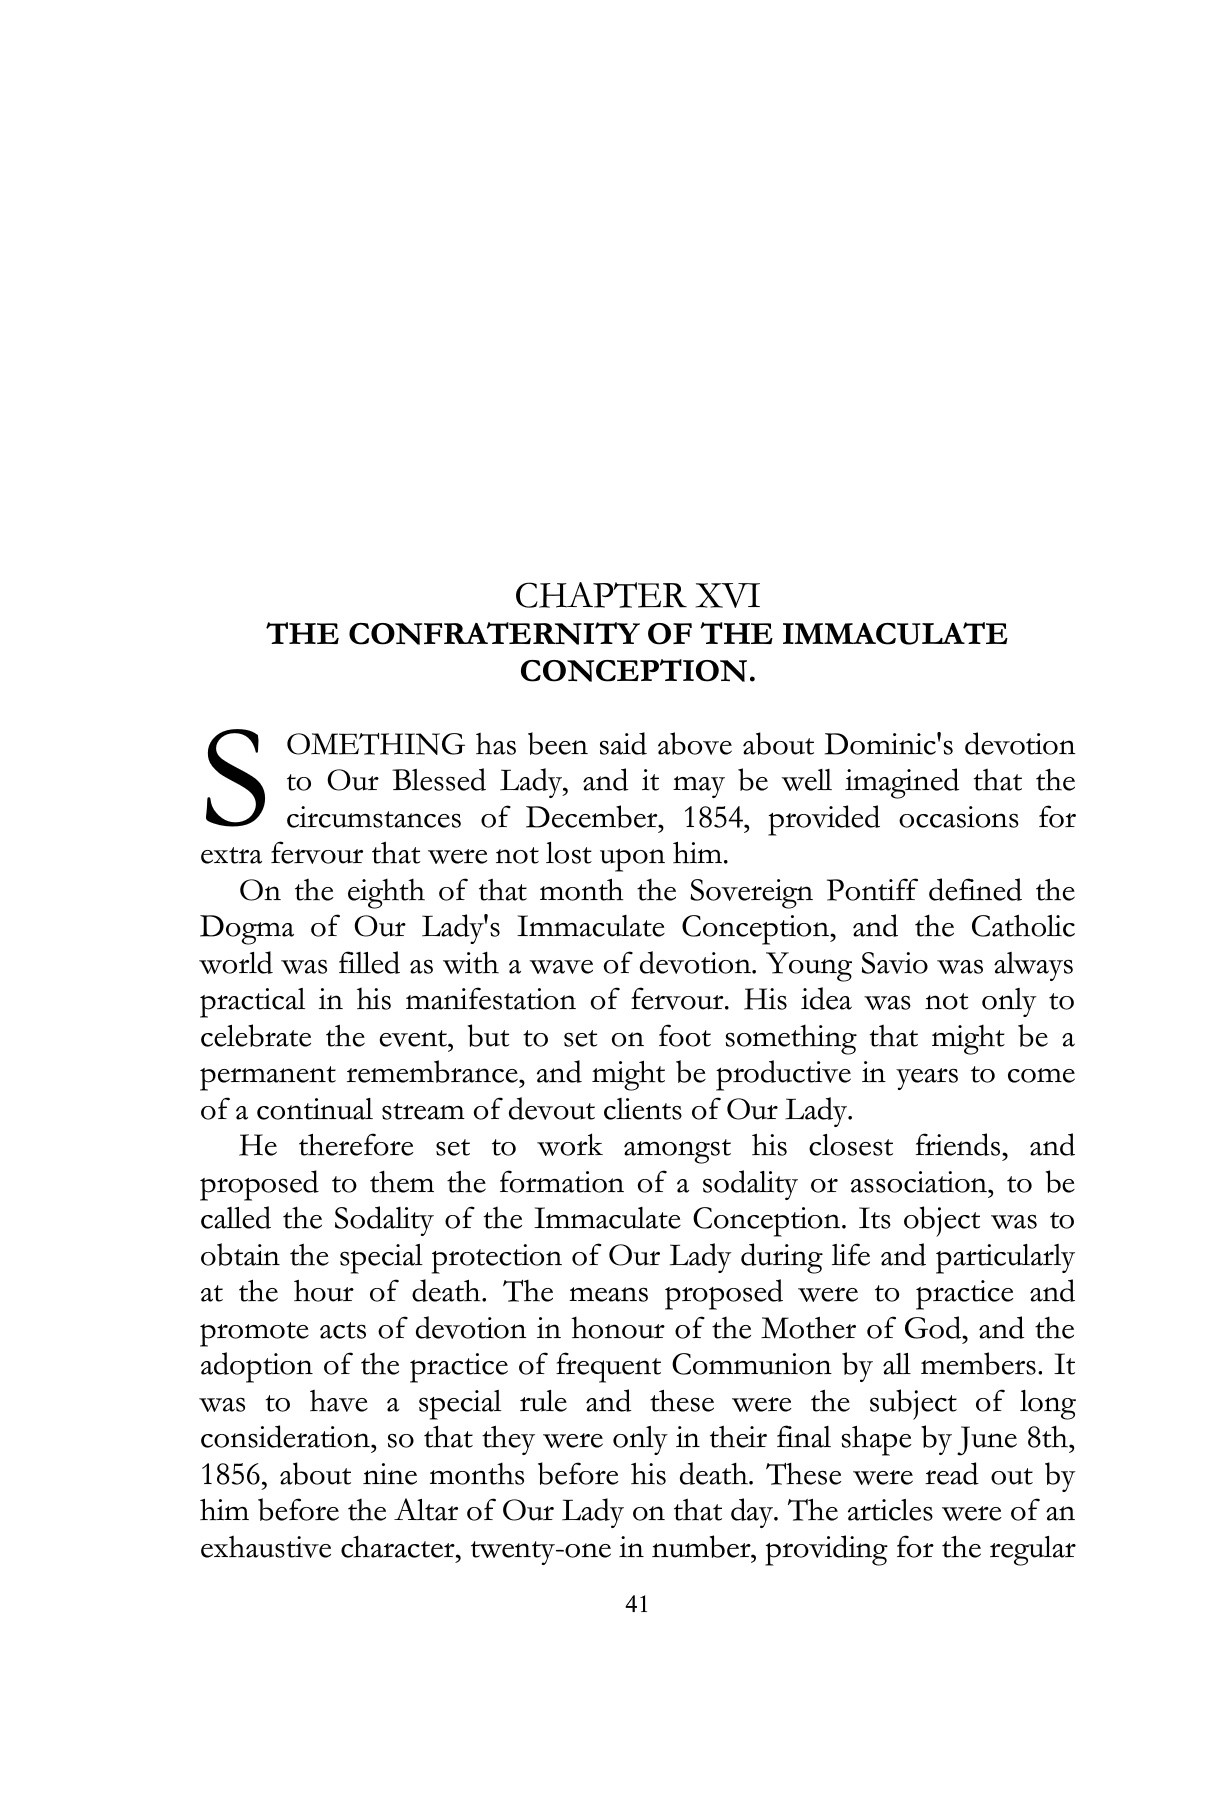 CHAPTER XVI
THE CONFRATERNITY OF THE IMMACULATE
CONCEPTION.
SOMETHING has been said above about Dominic's devotion
to Our Blessed Lady, and it may be well imagined that the
circumstances of December, 1854, provided occasions for
extra fervour that were not lost upon him.
On the eighth of that month the Sovereign Pontiff defined the
Dogma of Our Lady's Immaculate Conception, and the Catholic
world was filled as with a wave of devotion. Young Savio was always
practical in his manifestation of fervour. His idea was not only to
celebrate the event, but to set on foot something that might be a
permanent remembrance, and might be productive in years to come
of a continual stream of devout clients of Our Lady.
He therefore set to work amongst his closest friends, and
proposed to them the formation of a sodality or association, to be
called the Sodality of the Immaculate Conception. Its object was to
obtain the special protection of Our Lady during life and particularly
at the hour of death. The means proposed were to practice and
promote acts of devotion in honour of the Mother of God, and the
adoption of the practice of frequent Communion by all members. It
was to have a special rule and these were the subject of long
consideration, so that they were only in their final shape by June 8th,
1856, about nine months before his death. These were read out by
him before the Altar of Our Lady on that day. The articles were of an
exhaustive character, twenty-one in number, providing for the regular
41